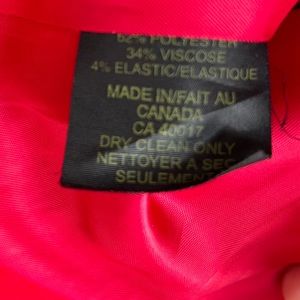 62% POLYESTER
34% VISCOSE
4% ELASTIC/ELASTIQUE
MADE IN/FAIT AU
CANADA
CA 40017
DRY CLEAN ONLY
NETTOYER A SEC
SEULEMENT